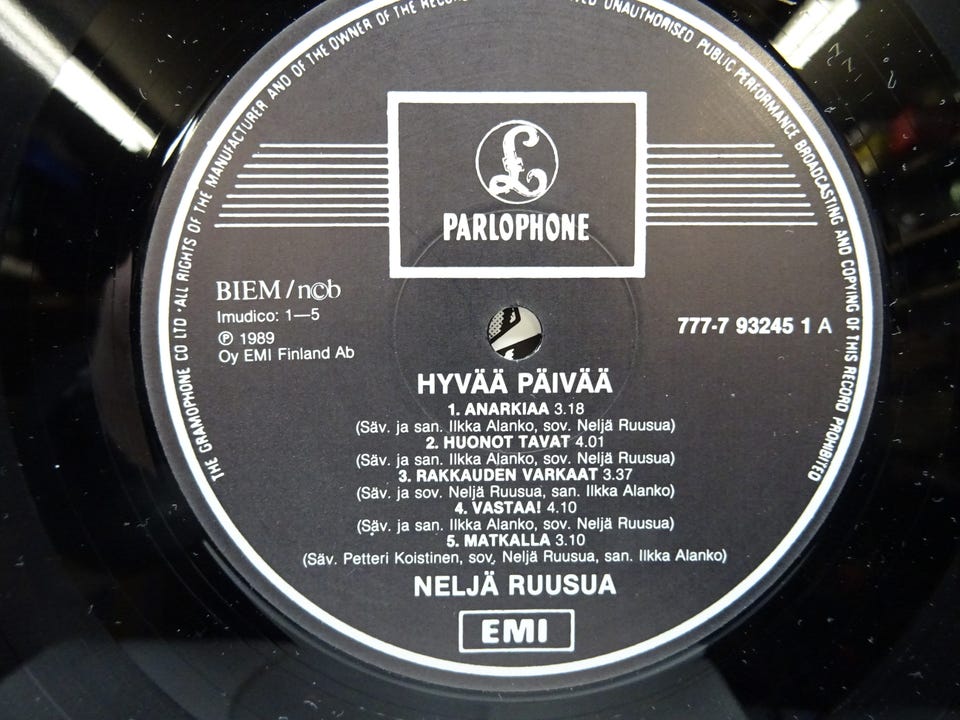 THE GRAMOPHONE CO LTD · ALL RIGHTS OF THE MANUFACTURER AND OF THE OWNER OF THE UNAUTHORISED PUBLIC PERFORMANCE BROADCASTING AND COPYING OF THIS RECORD PROHIBITED
£
PARLOPHONE
BIEM/n©b
Imudico: 1—5
℗ 1989
Oy EMI Finland Ab
777-7 93245 1 A
HYVÄÄ PÄIVÄÄ
1. ANARKIAA 3.18
(Säv. ja san. Ilkka Alanko, sov. Neljä Ruusua)
2. HUONOT TAVAT 4.01
(Säv. ja san. Ilkka Alanko, sov. Neljä Ruusua)
3. RAKKAUDEN VARKAAT 3.37
(Säv. ja sov. Neljä Ruusua, san. Ilkka Alanko)
4. VASTAA! 4.10
(Säv. ja san. Ilkka Alanko, sov. Neljä Ruusua)
5. MATKALLA 3.10
(Säv. Petteri Koistinen, sov. Neljä Ruusua, san. Ilkka Alanko)
NELJÄ RUUSUA
EMI